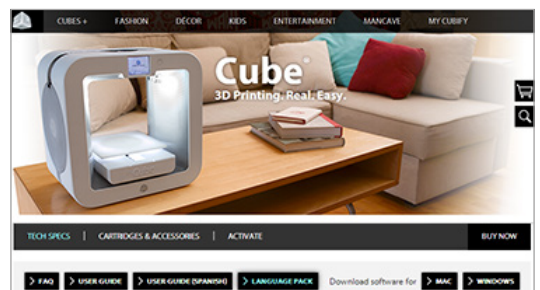 CUBES + FASHION DÉCOR KIDS ENTERTAINMENT MANCAVE MY CUBIFY
Cube®
3D Printing. Real. Easy.
TECH SPECS | CARTRIDGES & ACCESSORIES | ACTIVATE BUY NOW
> FAQ > USER GUIDE > USER GUIDE (SPANISH) > LANGUAGE PACK Download software for > MAC > WINDOWS